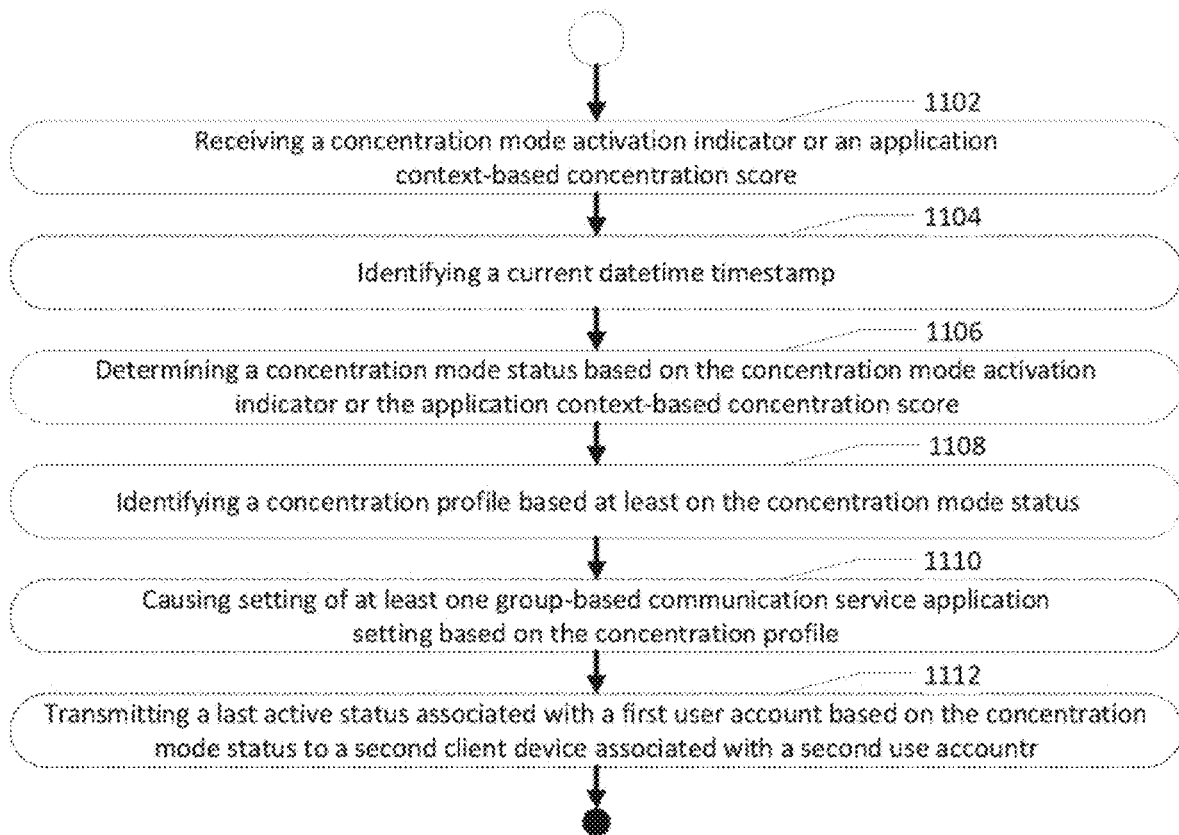 1102
Receiving a concentration mode activation indicator or an application
context-based concentration score
1104
Identifying a current datetime timestamp
1106
Determining a concentration mode status based on the concentration mode activation
indicator or the application context-based concentration score
1108
Identifying a concentration profile based at least on the concentration mode status
1110
Causing setting of at least one group-based communication service application
setting based on the concentration profile
1112
Transmitting a last active status associated with a first user account based on the concentration
mode status to a second client device associated with a second use accountr